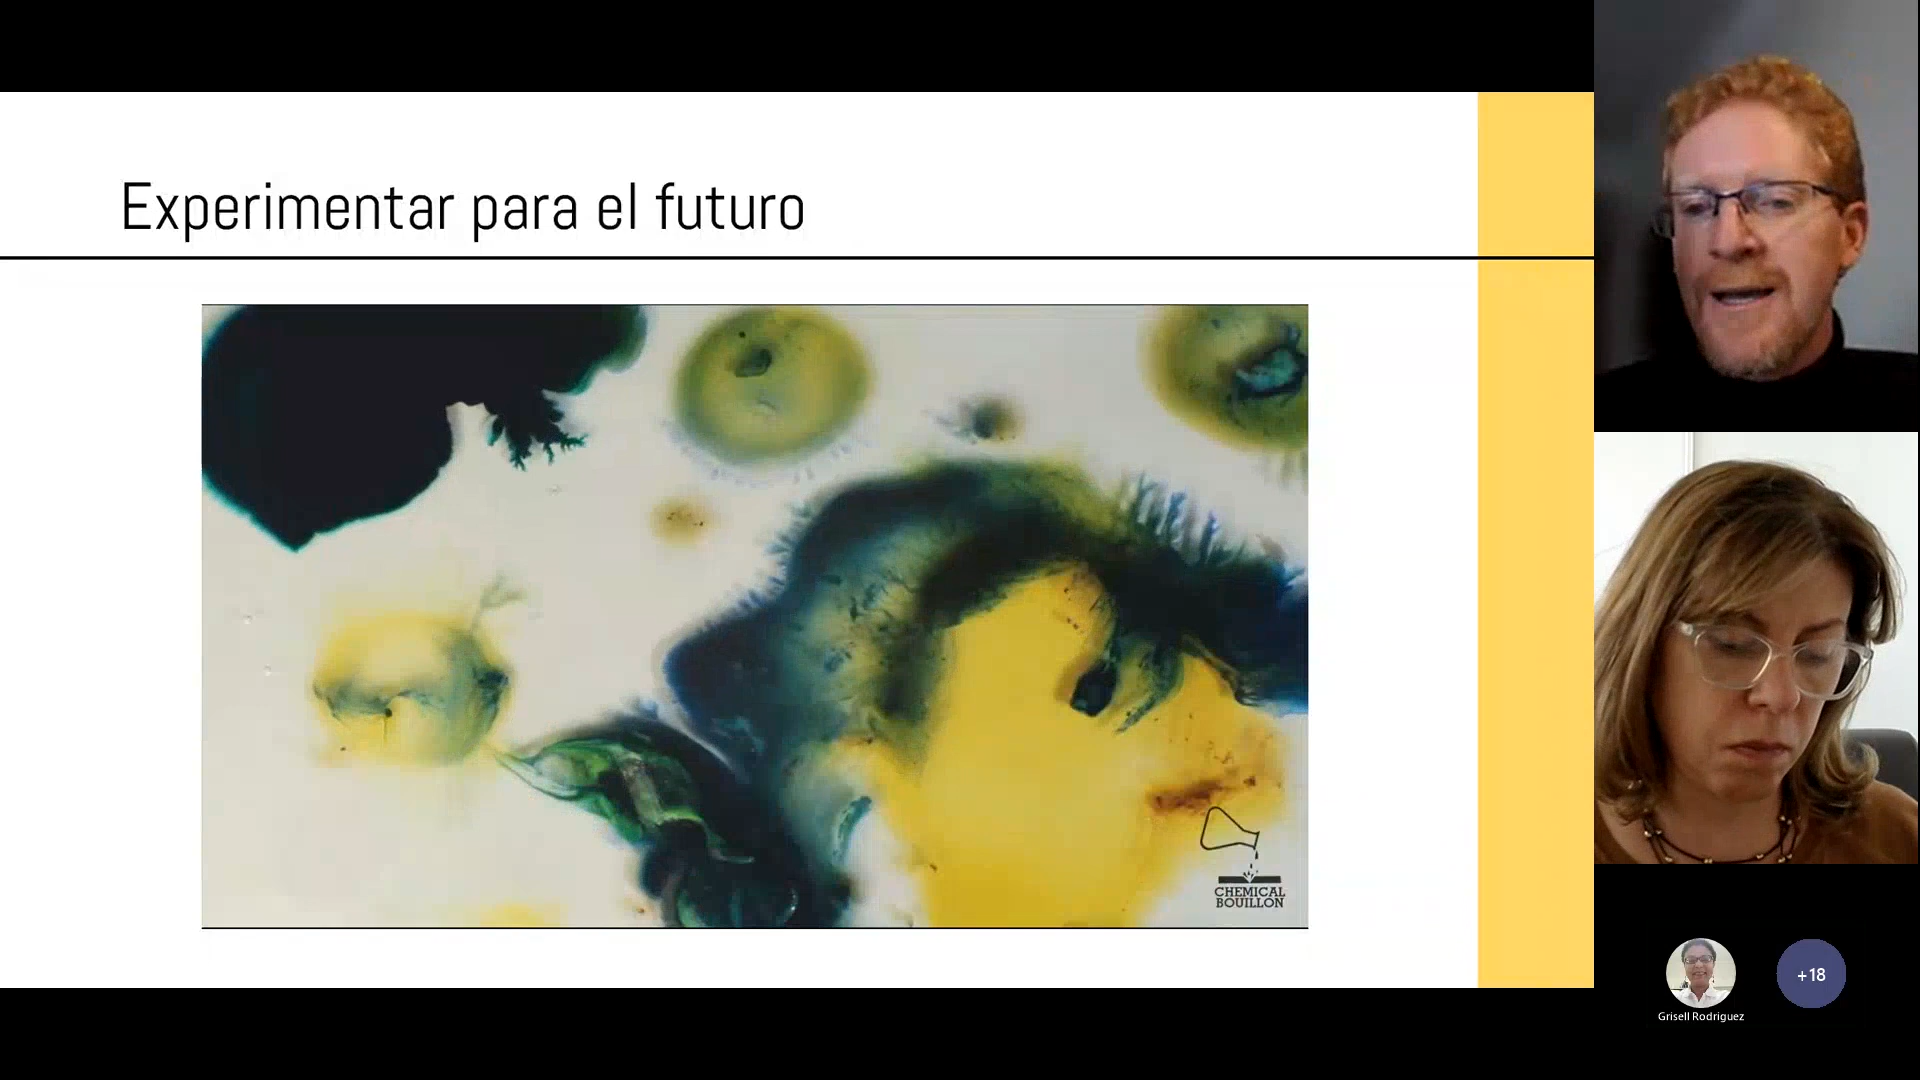 Experimentar para el futuro
CHEMICAL
BOUILLON
+18
Grisell Rodriguez